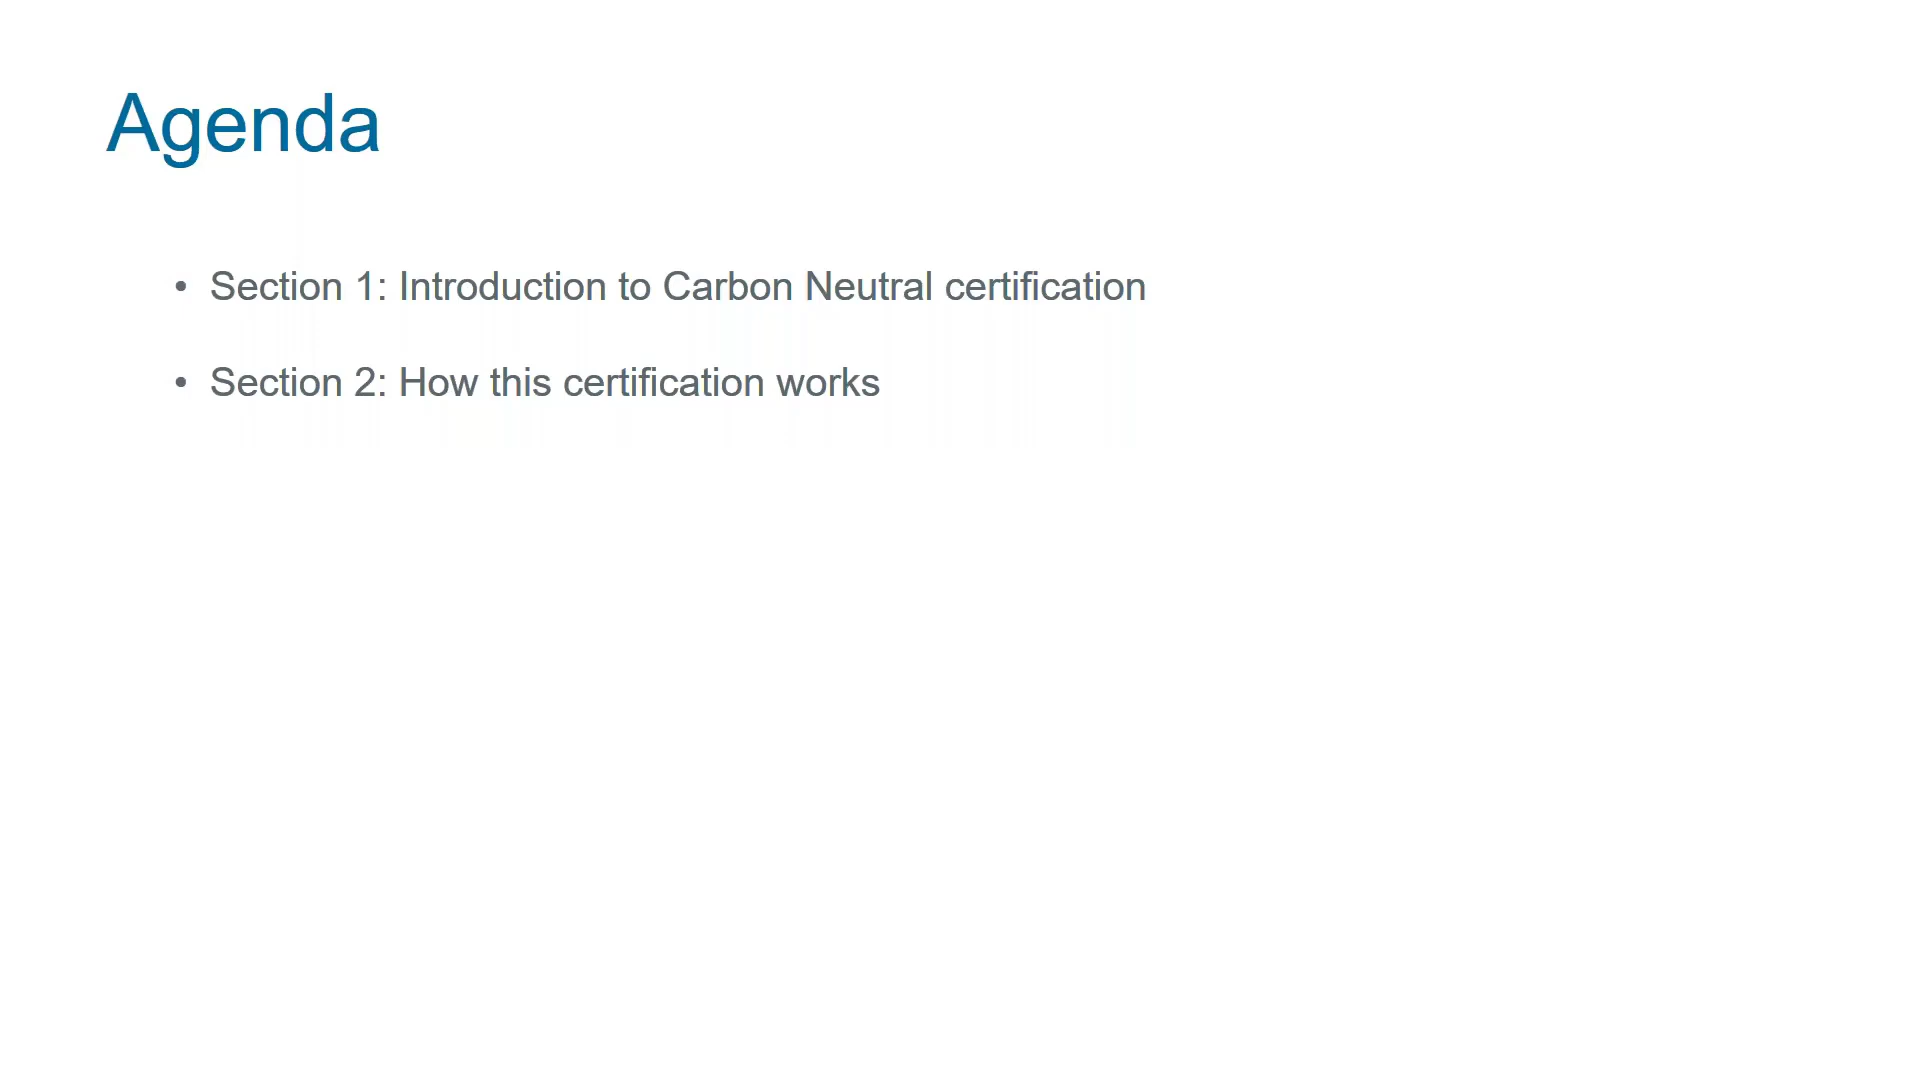 Agenda
• Section 1: Introduction to Carbon Neutral certification
• Section 2: How this certification works